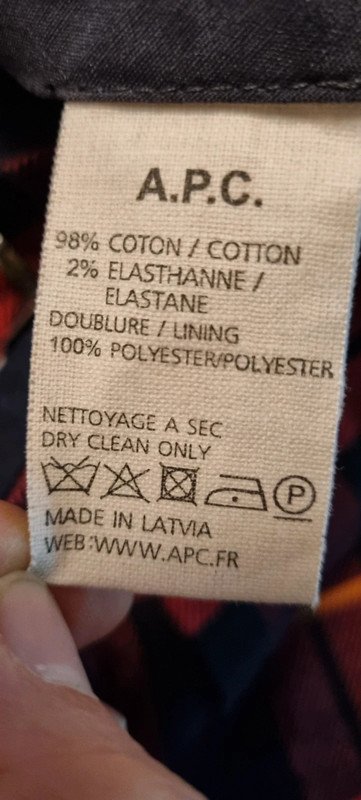 A.P.C.
98% COTON / COTTON
2% ELASTHANNE /
ELASTANE
DOUBLURE / LINING
100% POLYESTER/POLYESTER
NETTOYAGE A SEC
DRY CLEAN ONLY
P
MADE IN LATVIA
WEB:WWW.APC.FR